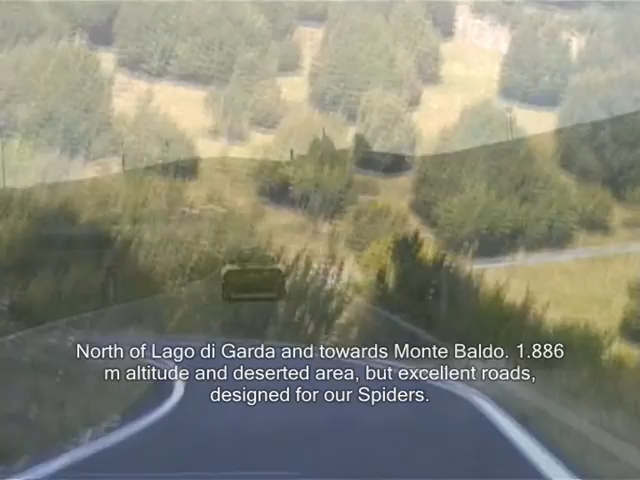 North of Lago di Garda and towards Monte Baldo. 1.886
m altitude and deserted area, but excellent roads,
designed for our Spiders.